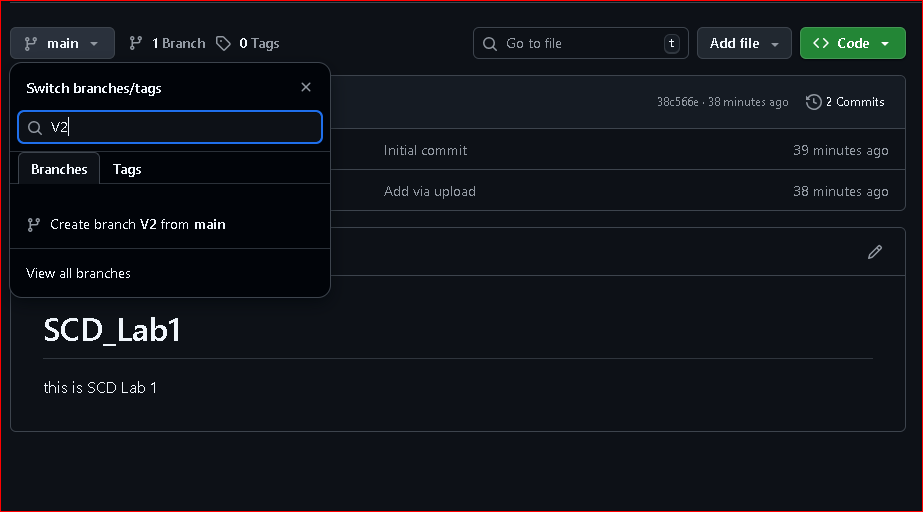 main 1 Branch 0 Tags Go to file t Add file Code
Switch branches/tags
38c566e · 38 minutes ago 2 Commits
V2
Initial commit 39 minutes ago
Branches Tags
Add via upload 38 minutes ago
Create branch V2 from main
View all branches
SCD_Lab1
this is SCD Lab 1